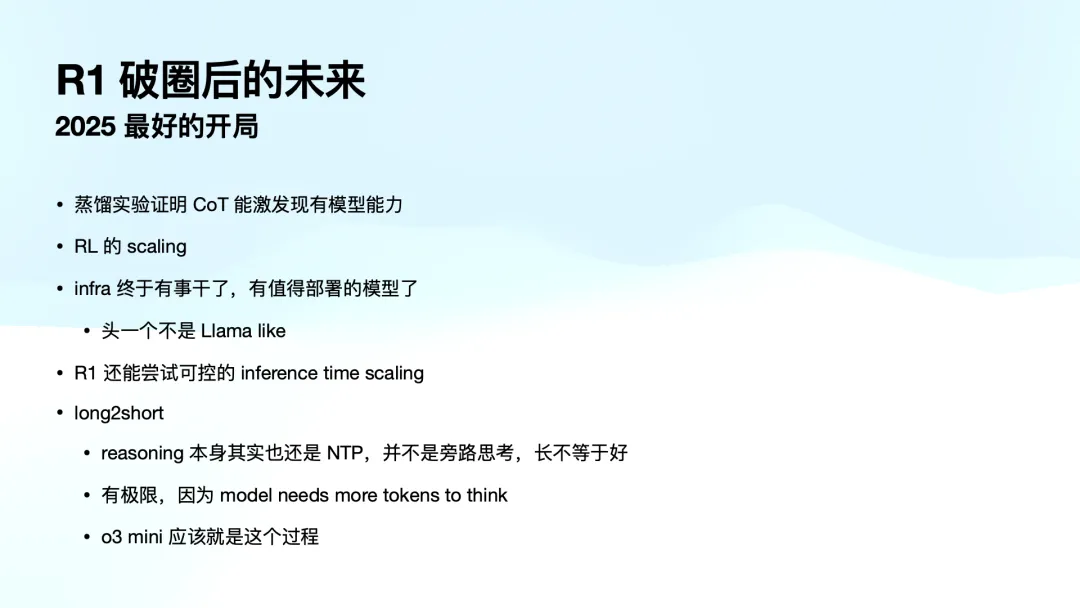 R1 破圈后的未来
2025 最好的开局
• 蒸馏实验证明 CoT 能激发现有模型能力
• RL 的 scaling
• infra 终于有事干了，有值得部署的模型了
• 头一个不是 Llama like
• R1 还能尝试可控的 inference time scaling
• long2short
• reasoning 本身其实也还是 NTP，并不是旁路思考，长不等于好
• 有极限，因为 model needs more tokens to think
• o3 mini 应该就是这个过程